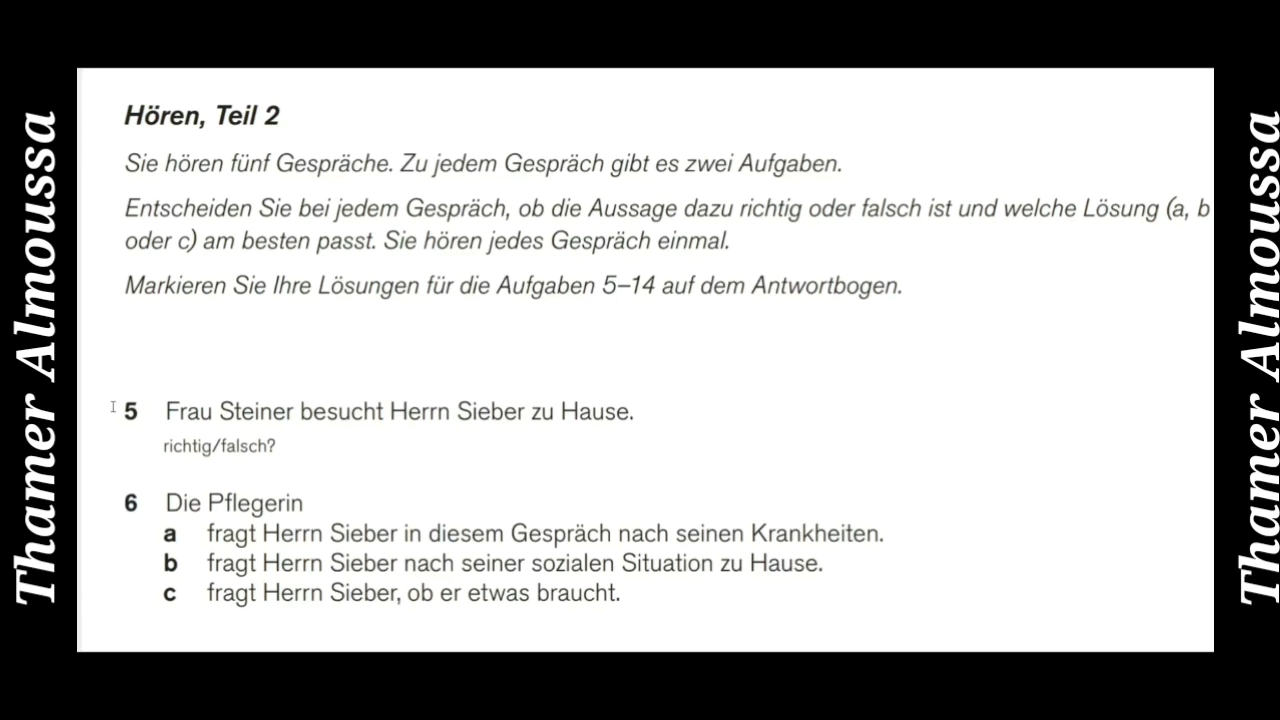 Thamer Almoussa
Hören, Teil 2
Sie hören fünf Gespräche. Zu jedem Gespräch gibt es zwei Aufgaben.
Entscheiden Sie bei jedem Gespräch, ob die Aussage dazu richtig oder falsch ist und welche Lösung (a, b
oder c) am besten passt. Sie hören jedes Gespräch einmal.
Markieren Sie Ihre Lösungen für die Aufgaben 5–14 auf dem Antwortbogen.
5 Frau Steiner besucht Herrn Sieber zu Hause.
richtig/falsch?
6 Die Pflegerin
a fragt Herrn Sieber in diesem Gespräch nach seinen Krankheiten.
b fragt Herrn Sieber nach seiner sozialen Situation zu Hause.
c fragt Herrn Sieber, ob er etwas braucht.
Thamer Almoussa